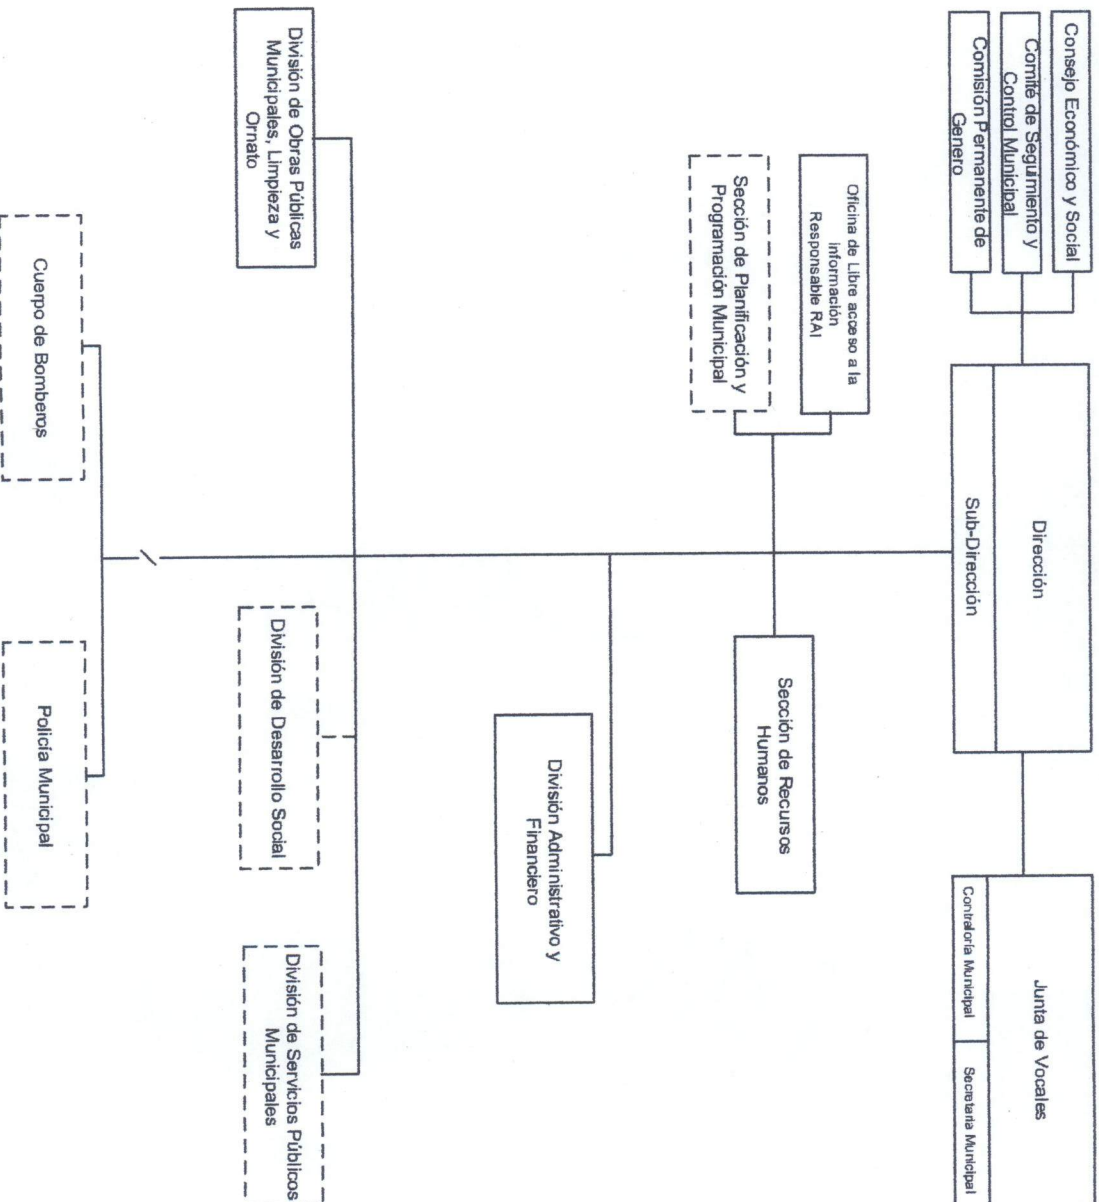 Consejo Económico y Social
Comité de Seguimiento y
Control Municipal
Comisión Permanente de
Genero
Dirección
Sub-Dirección
Junta de Vocales
Contraloría Municipal
Secretaria Municipal
Oficina de Libre acceso a la
información
Responsable RAI
Sección de Planificación y
Programación Municipal
Sección de Recursos
Humanos
División Administrativo y
Financiero
División de Obras Públicas
Municipales, Limpieza y
Ornato
División de Desarrollo Social
División de Servicios Públicos
Municipales
Cuerpo de Bomberos
Policía Municipal